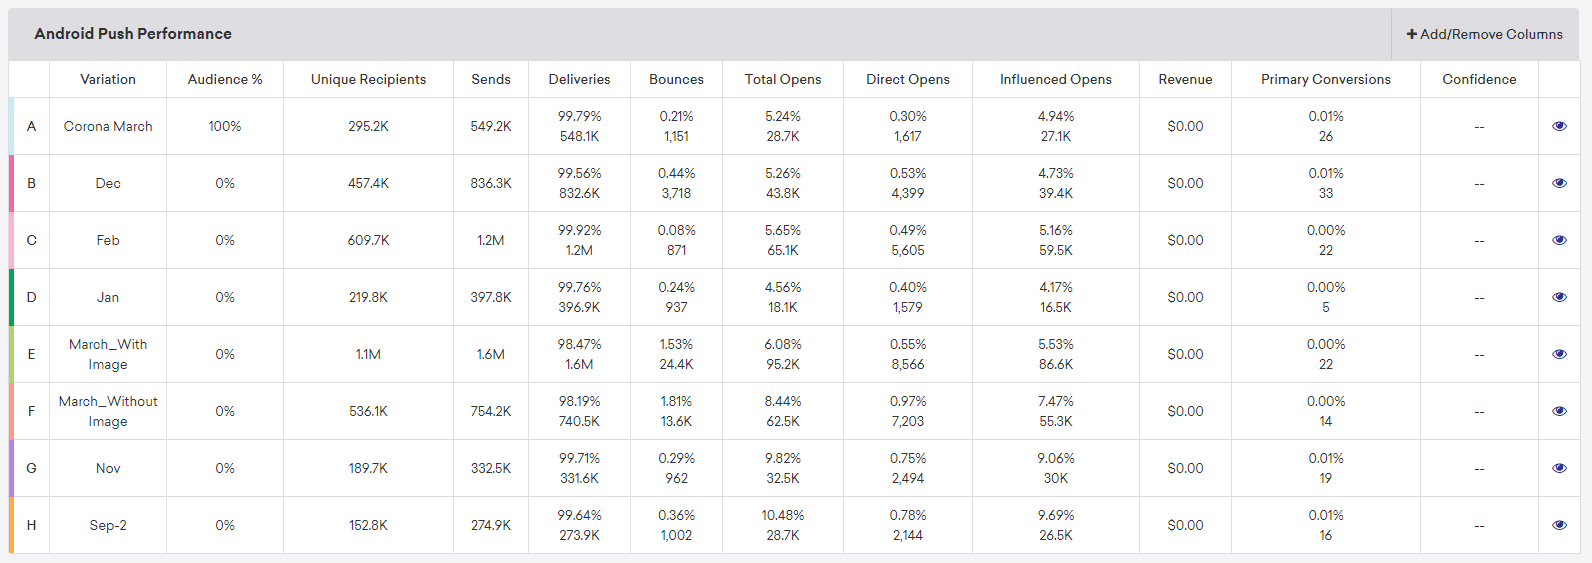 Android Push Performance
+ Add/Remove Columns
Variation Audience % Unique Recipients Sends Deliveries Bounces Total Opens Direct Opens Influenced Opens Revenue Primary Conversions Confidence
99.79% 0.21% 5.24% 0.30% 4.94% 0.01%
A Corona March 100% 295.2K 549.2K $0.00 --
548.1K 1,151 28.7K 1,617 27.1K 26
99.56% 0.44% 5.26% 0.53% 4.73% 0.01%
B Dec 0% 457.4K 836.3K $0.00 --
832.6K 3,718 43.8K 4,399 39.4K 33
99.92% 0.08% 5.65% 0.49% 5.16% 0.00%
C Feb 0% 609.7K 1.2M $0.00 --
1.2M 871 65.1K 5,605 59.5K 22
99.76% 0.24% 4.56% 0.40% 4.17% 0.00%
D Jan 0% 219.8K 397.8K $0.00 --
396.9K 937 18.1K 1,579 16.5K 5
March_With 98.47% 1.53% 6.08% 0.55% 5.53% 0.00%
E 0% 1.1M 1.6M $0.00 --
Image 1.6M 24.4K 95.2K 8,566 86.6K 22
March_Without 98.19% 1.81% 8.44% 0.97% 7.47% 0.00%
F 0% 536.1K 754.2K $0.00 --
Image 740.5K 13.6K 62.5K 7,203 55.3K 14
99.71% 0.29% 9.82% 0.75% 9.06% 0.01%
G Nov 0% 189.7K 332.5K $0.00 --
331.6K 962 32.5K 2,494 30K 19
99.64% 0.36% 10.48% 0.78% 9.69% 0.01%
H Sep-2 0% 152.8K 274.9K $0.00 --
273.9K 1,002 28.7K 2,144 26.5K 16